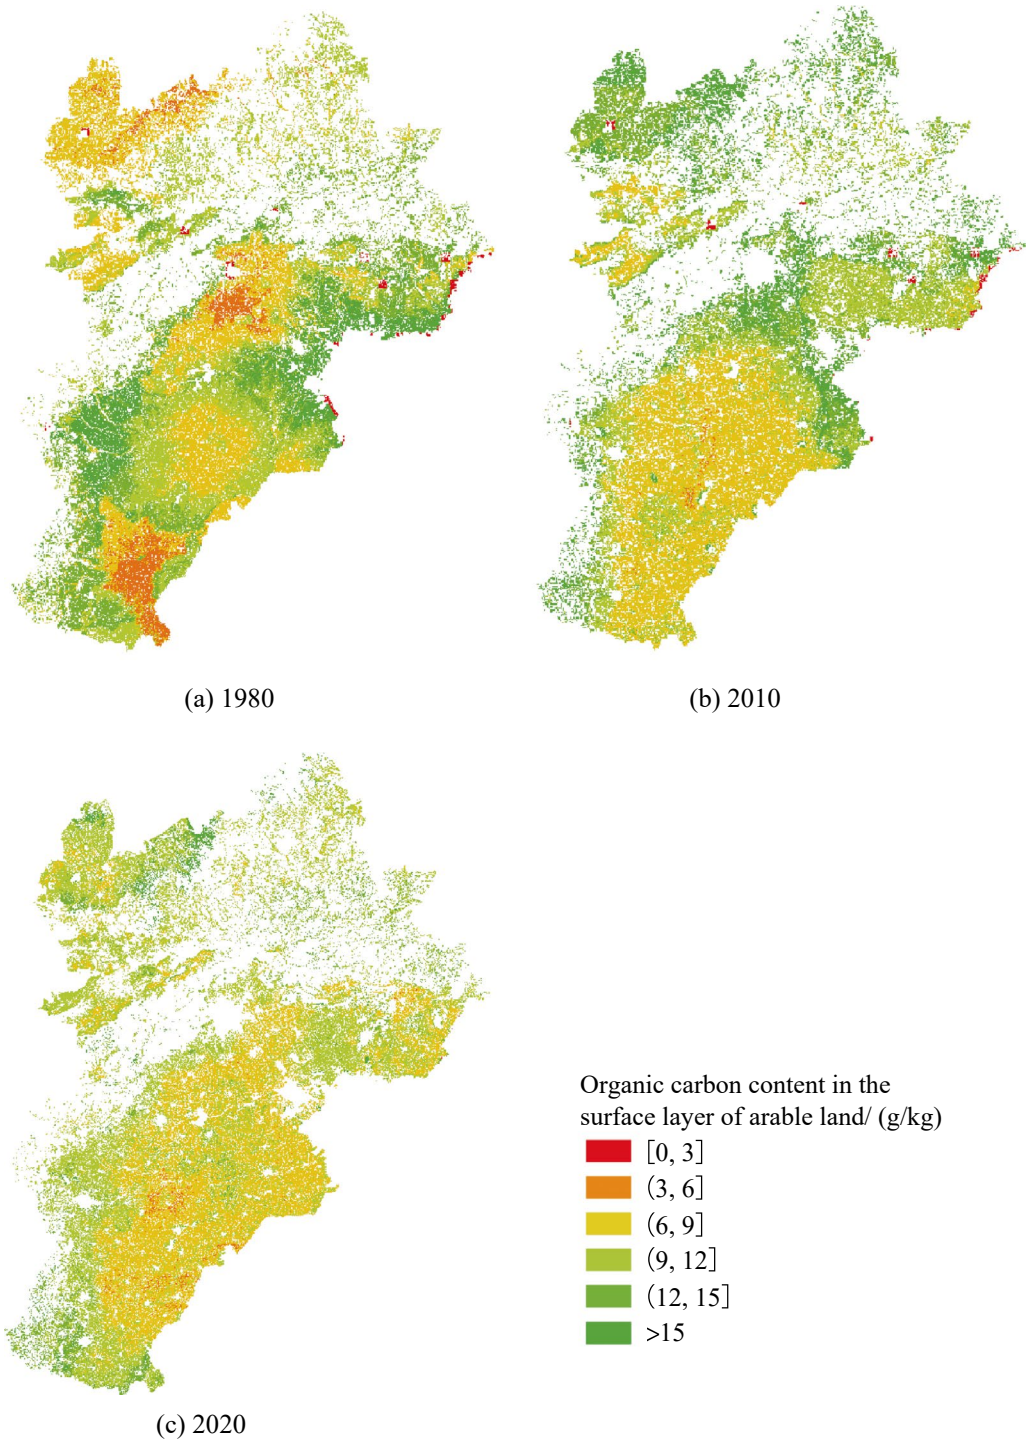 (a) 1980
(b) 2010
Organic carbon content in the
surface layer of arable land/ (g/kg)
[0, 3]
(3, 6]
(6, 9]
(9, 12]
(12, 15]
>15
(c) 2020